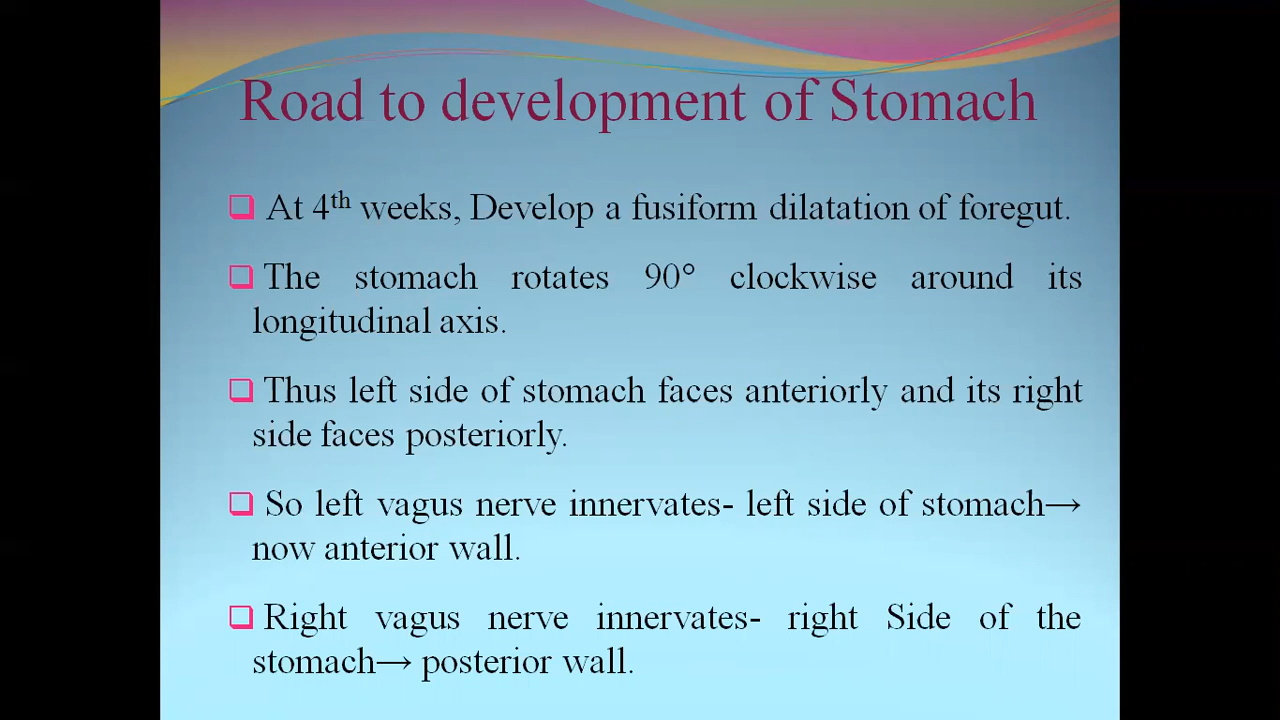 Road to development of Stomach
At 4th weeks, Develop a fusiform dilatation of foregut.
The stomach rotates 90° clockwise around its
longitudinal axis.
Thus left side of stomach faces anteriorly and its right
side faces posteriorly.
So left vagus nerve innervates- left side of stomach→
now anterior wall.
Right vagus nerve innervates- right Side of the
stomach→ posterior wall.